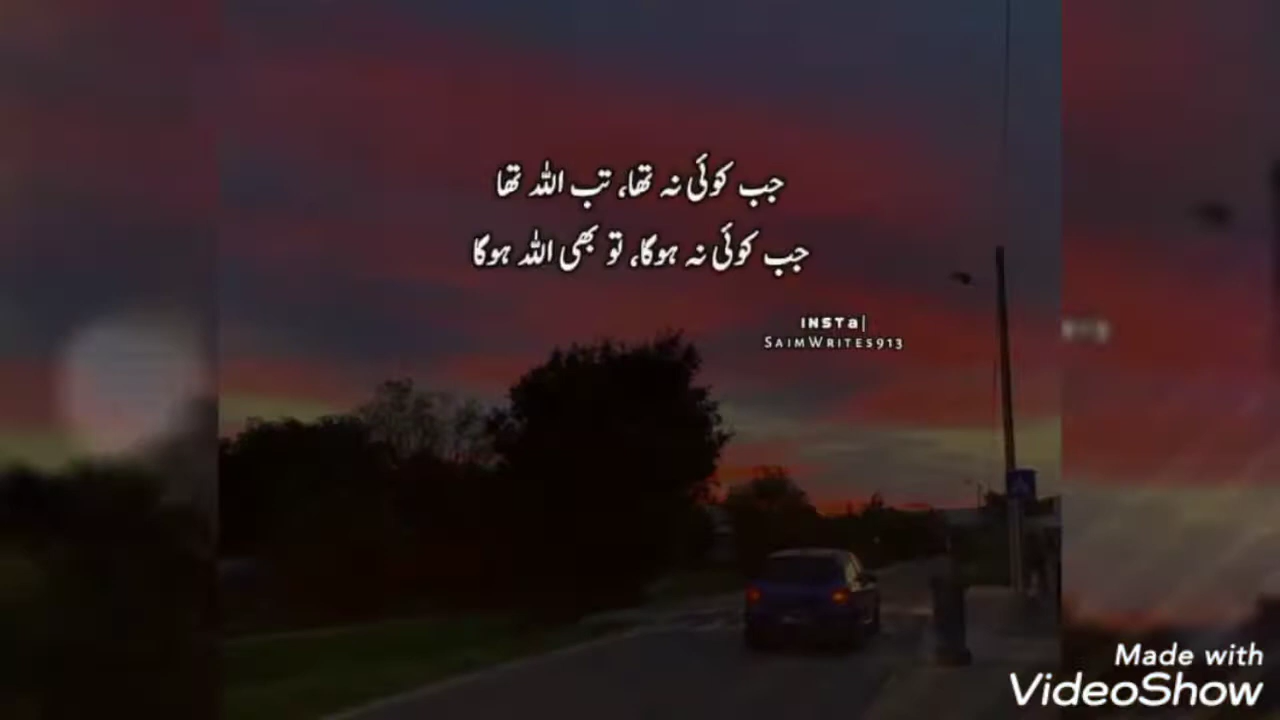 جب کوئی نہ تھا، تب اللہ تھا
جب کوئی نہ ہوگا، تو بھی اللہ ہوگا
INSTa|
SaimWrites913
Made with
VideoShow